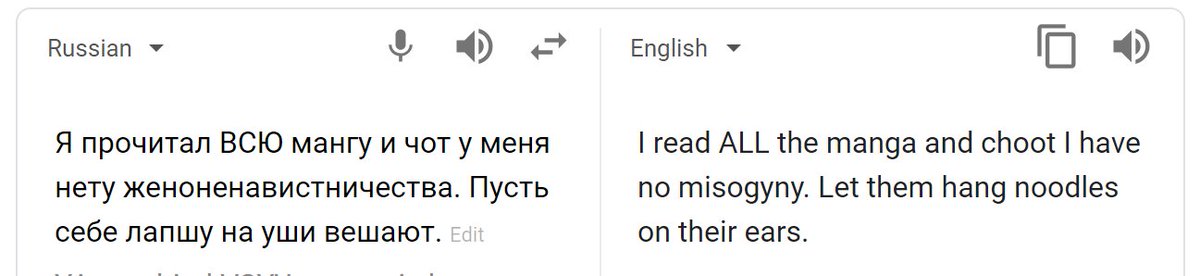 Russian
English
Я прочитал ВСЮ мангу и чот у меня
нету женоненавистничества. Пусть
себе лапшу на уши вешают. Edit
I read ALL the manga and choot I have
no misogyny. Let them hang noodles
on their ears.